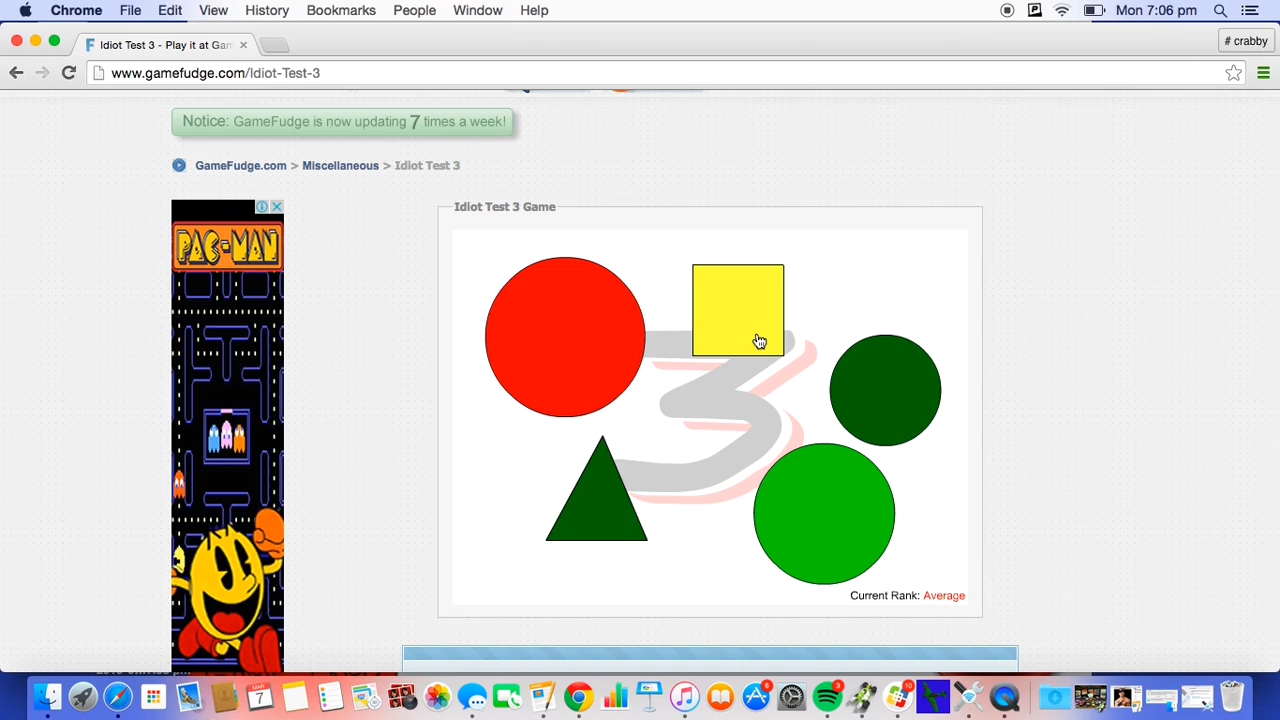 Chrome File Edit View History Bookmarks People Window Help Mon 7:06 pm
Idiot Test 3 - Play it at Gam # crabby
www.gamefudge.com/Idiot-Test-3
Notice: GameFudge is now updating 7 times a week!
GameFudge.com > Miscellaneous > Idiot Test 3
Idiot Test 3 Game
PAC-MAN
3
Current Rank: Average